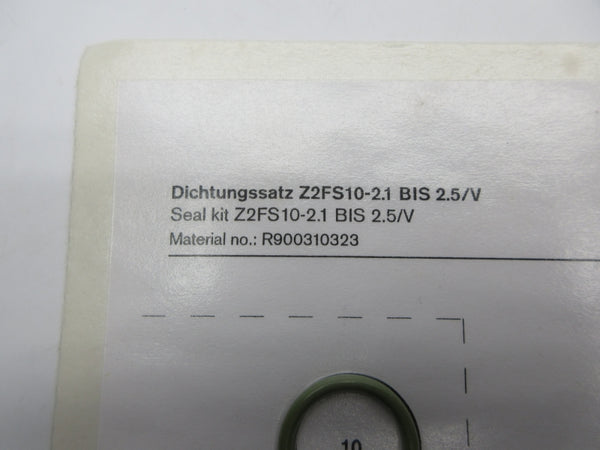 Dichtungssatz Z2FS10-2.1 BIS 2.5/V
Seal kit Z2FS10-2.1 BIS 2.5/V
Material no.: R900310323
10